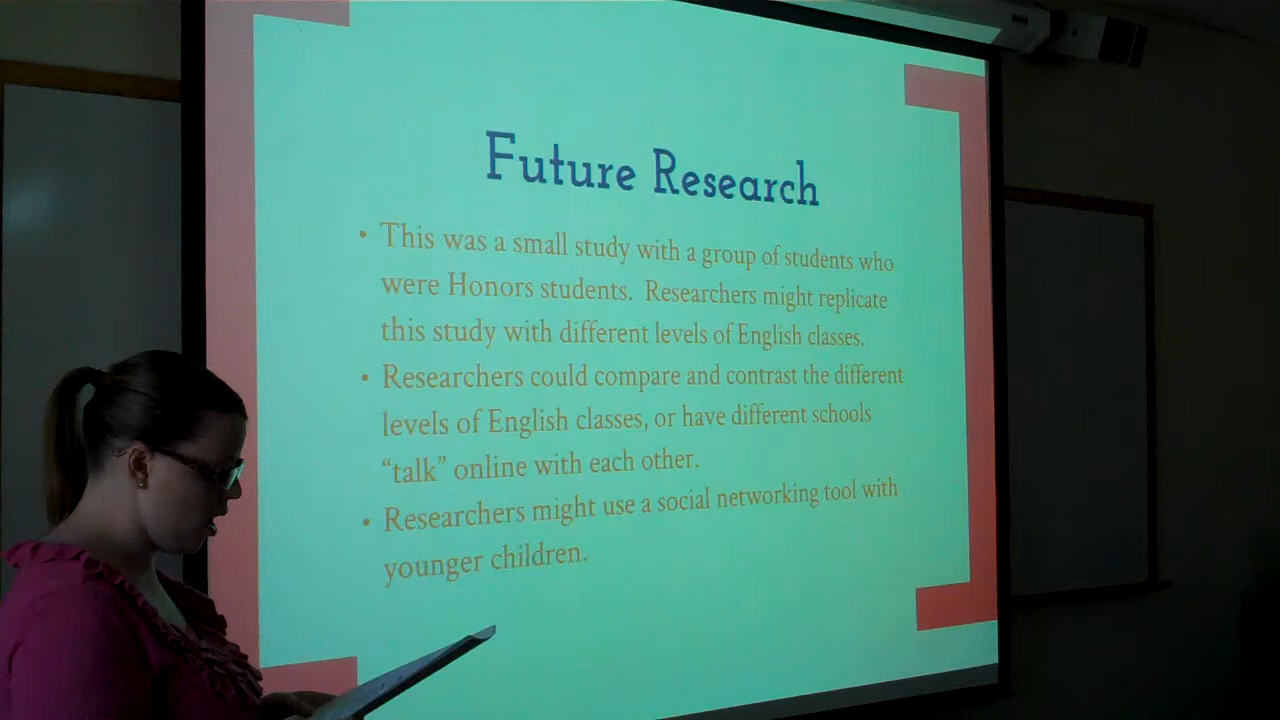 Future Research
• This was a small study with a group of students who
were Honors students. Researchers might replicate
this study with different levels of English classes.
• Researchers could compare and contrast the different
levels of English classes, or have different schools
“talk” online with each other.
• Researchers might use a social networking tool with
younger children.